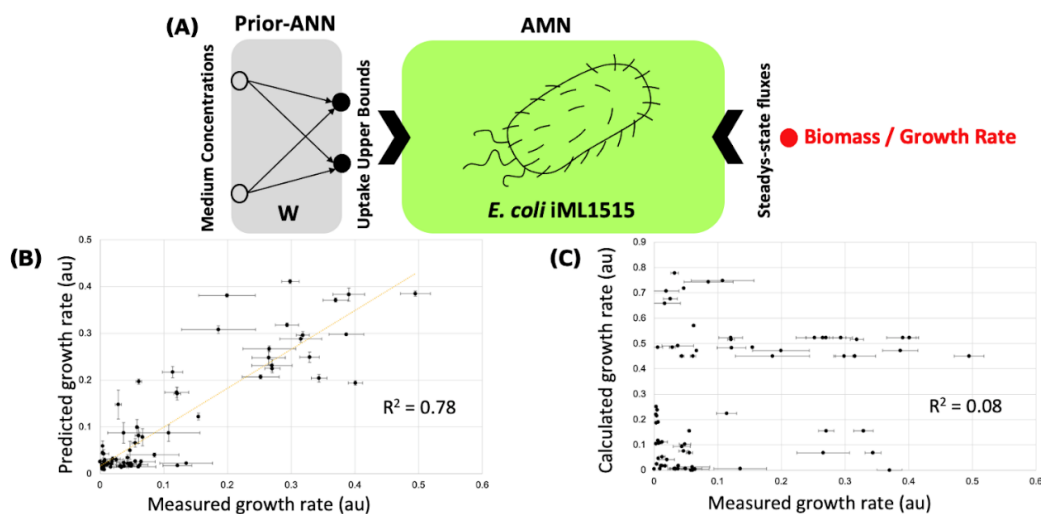 (A)
Prior-ANN
AMN
Medium Concentrations
W
Uptake Upper Bounds
E. coli iML1515
Steadys-state fluxes
Biomass / Growth Rate
(B)
Predicted growth rate (au)
0.5
0.4
0.3
0.2
0.1
0
R² = 0.78
0 0.1 0.2 0.3 0.4 0.5 0.6
Measured growth rate (au)
(C)
Calculated growth rate (au)
0.9
0.8
0.7
0.6
0.5
0.4
0.3
0.2
0.1
0
R² = 0.08
0 0.1 0.2 0.3 0.4 0.5 0.6
Measured growth rate (au)